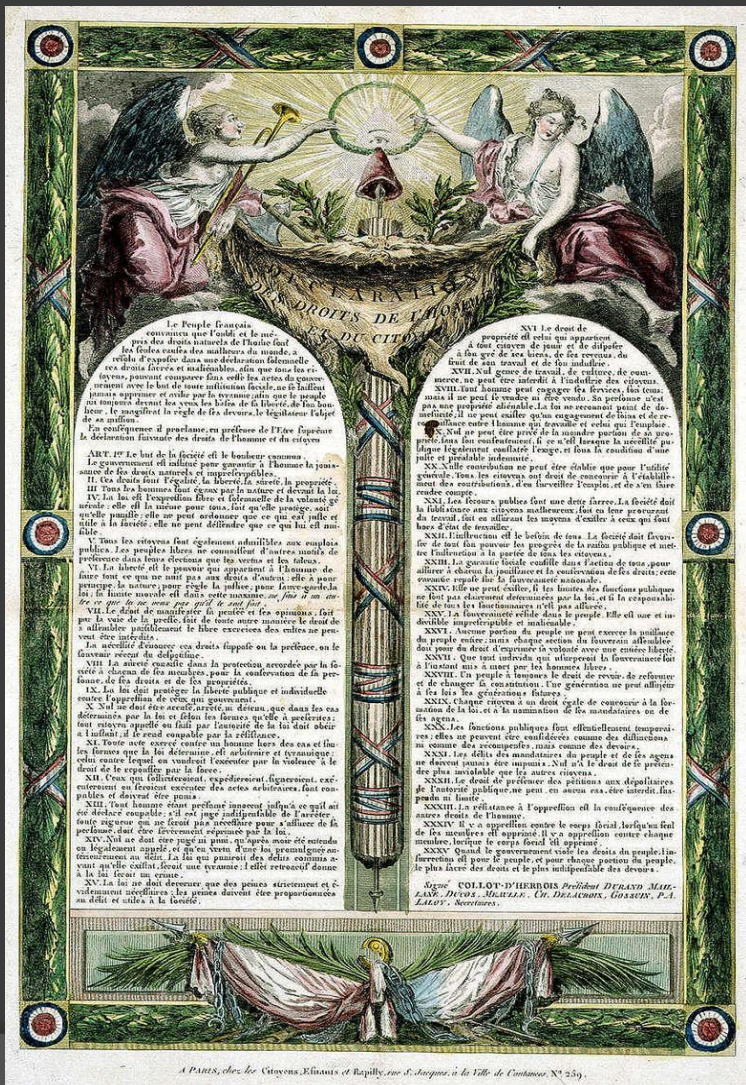 DECLARATION
DES DROITS DE L'HOMME
ET DU CITOYEN
Le Peuple français
convaincu que l'oubli et le mé-
pris des droits naturels de l'homme sont
les seules causes des malheurs du monde, a
résolu d'exposer dans une déclaration solemnelle
ces droits sacrés et inaliénables, afin que tous les ci-
toyens, pouvant comparer sans cesse les actes du gouver-
nement avec le but de toute institution sociale, ne se laissent
jamais opprimer et avilir par la tyrannie; afin que le peuple
ait toujours devant les yeux les bases de sa liberté, de son bon-
heur, le magistrat la règle de ses devoirs, le législateur l'objet
de sa mission.
En conséquence il proclame, en présence de l'Etre suprême
la déclaration suivante des droits de l'homme et du citoyen
ART. 1er Le but de la société est le bonheur commun.
Le gouvernement est institué pour garantir à l'homme la jouis-
sance de ses droits naturels et imprescriptibles.
II. Ces droits sont l'égalité, la liberté, la sûreté, la propriété.
III Tous les hommes sont égaux par la nature et devant la loi.
IV. La loi est l'expression libre et solennelle de la volonté gé
nérale; elle est la même pour tous, soit qu'elle protège, soit
qu'elle punisse; elle ne peut ordonner que ce qui est juste et
utile à la société; elle ne peut défendre que ce qui lui est nui-
sible.
V. Tous les citoyens sont également admissibles aux emplois
publics. Les peuples libres ne connoissent d'autres motifs de
préférence dans leurs élections que les vertus et les talens.
VI. La liberté est le pouvoir qui appartient à l'homme de
faire tout ce qui ne nuit pas aux droits d'autrui; elle a pour
principe, la nature; pour règle la justice; pour sauve-garde, la
loi; sa limite morale est dans cette maxime, ne fais à un au-
tre ce que tu ne veux pas qu'il te soit fait.
VII. Le droit de manifester sa pensée et ses opinions, soit
par la voie de la presse, soit de toute autre manière le droit de
s'assembler paisiblement le libre exercices des cultes ne peu-
vent être interdits.
La nécessité d'énoncer ces droits suppose ou la présence, ou le
souvenir récent du despotisme.
VIII. La sûreté consiste dans la protection accordée par la so-
ciété à chacun de ses membres, pour la conservation de sa per-
sonne, de ses droits et de ses propriétés.
IX. La loi doit protéger la liberté publique et individuelle
contre l'oppression de ceux qui gouvernent.
X Nul ne doit être accusé, arrêté, ni détenu, que dans les cas
déterminés par la loi et selon les formes qu'elle a prescrites;
tout citoyen appellé ou saisi par l'autorité de la loi doit obéir
à l'instant; il se rend coupable par la résistance.
XI. Toute acte exercé contre un homme hors des cas et sans
les formes que la loi détermine, est arbitraire et tyrannique;
celui contre lequel on voudroit l'exécuter par la violence à le
droit de le repousser par la force.
XII. Ceux qui solliciteroient, expédieroient, signeroient, exé-
cuteroient ou feroient exécuter des actes arbitraires, sont cou-
pables et doivent être punis.
XIII. Tout homme étant présumé innocent jusqu'à ce qu'il ait
été déclaré coupable; s'il est jugé indispensable de l'arrêter,
toute rigueur qui ne seroit pas nécessaire pour s'assurer de sa
personne, doit être sévèrement réprimée par la loi.
XIV. Nul ne doit être jugé ni puni, qu'après avoir été entendu
ou légalement appelé, et qu'en vertu d'une loi promulguée an-
térieurement au délit. La loi qui puniroit des délits commis a-
vant qu'elle existat, seroit une tyrannie; l'effet rétroactif donné
à la loi seroit un crime.
XV. La loi ne doit décerner que des peines strictement et é-
videmment nécessaires; les peines doivent être proportionnées
au délit et utiles à la société.
XVI Le droit de
propriété est celui qui appartient
à tout citoyen de jouir et de disposer
à son gré de ses biens, de ses revenus, du
fruit de son travail et de son industrie.
XVII. Nul genre de travail, de culture, de com-
merce, ne peut être interdit à l'industrie des citoyens.
XVIII. Tout homme peut engager ses services, son tems,
mais il ne peut se vendre ni être vendu. Sa personne n'est
pas une propriété aliénable. La loi ne reconnoit point de do-
mesticité; il ne peut exister qu'un engagement de soins et de re-
connoissance entre l'homme qui travaille et celui qui l'emploie.
XIX. Nul ne peut être privé de la moindre portion de sa pro-
priété, sans son consentement, si ce n'est lorsque la nécessité pu-
blique légalement constatée l'exige, et sous la condition d'une
juste et préalable indemnité.
XX. Nulle contribution ne peut être établie que pour l'utilité
générale. Tous les citoyens ont droit de concourir à l'établisse-
ment des contributions, d'en surveiller l'emploi, et de s'en faire
rendre compte.
XXI. Les secours publics sont une dette sacrée. La société doit
la subsistance aux citoyens malheureux, soit en leur procurant
du travail, soit en assurant les moyens d'exister à ceux qui sont
hors d'état de travailler.
XXII. L'instruction est le besoin de tous. La société doit favori-
ser de tout son pouvoir les progrès de la raison publique et met-
tre l'instruction à la portée de tous les citoyens.
XXIII. La garantie sociale consiste dans l'action de tous, pour
assurer à chacun la jouissance et la conservation de ses droits; cette
garantie repose sur la souveraineté nationale.
XXIV. Elle ne peut exister, si les limites des fonctions publiques
ne sont pas clairement déterminées par la loi, et si la responsabi-
lité de tous les fonctionnaires n'est pas assurée.
XXV. La souveraineté réside dans le peuple. Elle est une et in-
divisible imprescriptible et inaliénable.
XXVI. Aucune portion du peuple ne peut exercer la puissance
du peuple entier; mais chaque section du souverain assemblée
doit jouir du droit d'exprimer sa volonté avec une entière liberté.
XXVII. Que tout individu qui usurperoit la souveraineté soit
à l'instant mis à mort par les hommes libres.
XXVIII. Un peuple a toujours le droit de revoir, de reformer
et de changer sa constitution. Une génération ne peut assujetir
à ses lois les générations futures.
XXIX. Chaque citoyen à un droit égale de concourir à la for-
mation de la loi, et à la nomination de ses mandataires ou de
ses agens.
XXX. Les fonctions publiques sont essentiellement temporai-
res; elles ne peuvent être considérées comme des distinctions
ni comme des recompenses, mais comme des devoirs.
XXXI. Les délits des mandataires du peuple et de ses agens
ne doivent jamais être impunis. Nul n'a le droit de se préten-
dre plus inviolable que les autres citoyens.
XXXII. Le droit de présenter des pétitions aux dépositaires
de l'autorité publique, ne peut, en aucun cas, être interdit, sus-
pendu ni limité.
XXXIII. La résistance à l'oppression est la conséquence des
autres droits de l'homme.
XXXIV Il y a oppression contre le corps social, lorsqu'un seul
de ses membres est opprimé. Il y a oppression contre chaque
membre, lorsque le corps social est opprimé.
XXXV. Quand le gouvernement viole les droits du peuple, l'in-
surrection est pour le peuple, et pour chaque portion du peuple,
le plus sacré des droits et le plus indispensable des devoirs.
Signé COLLOT-D'HERBOIS Président DURAND MAIL-
LANE, DUCOS, MEAULLE, CH. DELACROIX, GOSSUIN, P.A.
LALOY, Secretaires.
A PARIS, chez les Citoyens, Esnauts et Rapilly, rue S. Jacques, à la Ville de Coutances, No. 259.